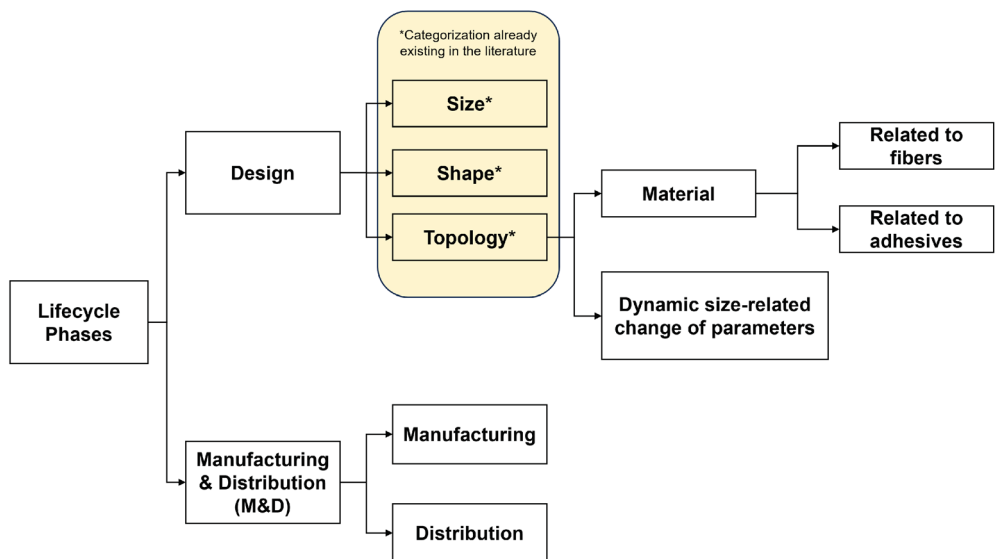 *Categorization already
existing in the literature
Size*
Shape*
Topology*
Design
Material
Related to
fibers
Related to
adhesives
Dynamic size-related
change of parameters
Lifecycle
Phases
Manufacturing
& Distribution
(M&D)
Manufacturing
Distribution